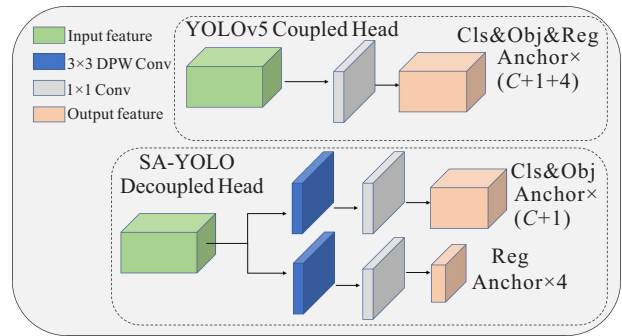 Input feature
3×3 DPW Conv
1×1 Conv
Output feature
YOLOv5 Coupled Head
Cls&Obj&Reg
Anchor×
(C+1+4)
SA-YOLO
Decoupled Head
Cls&Obj
Anchor×
(C+1)
Reg
Anchor×4